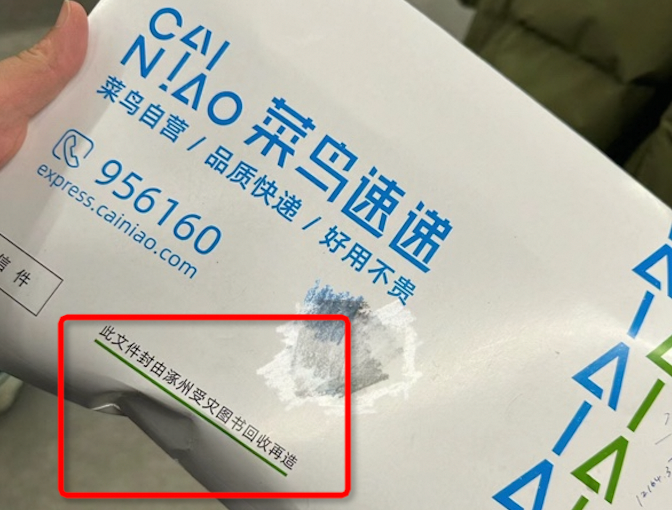 CAI
NIAO
菜鸟速递
菜鸟自营 / 品质快递 / 好用不贵
956160
express.cainiao.com
信件
此文件封由涿州受灾图书回收再造